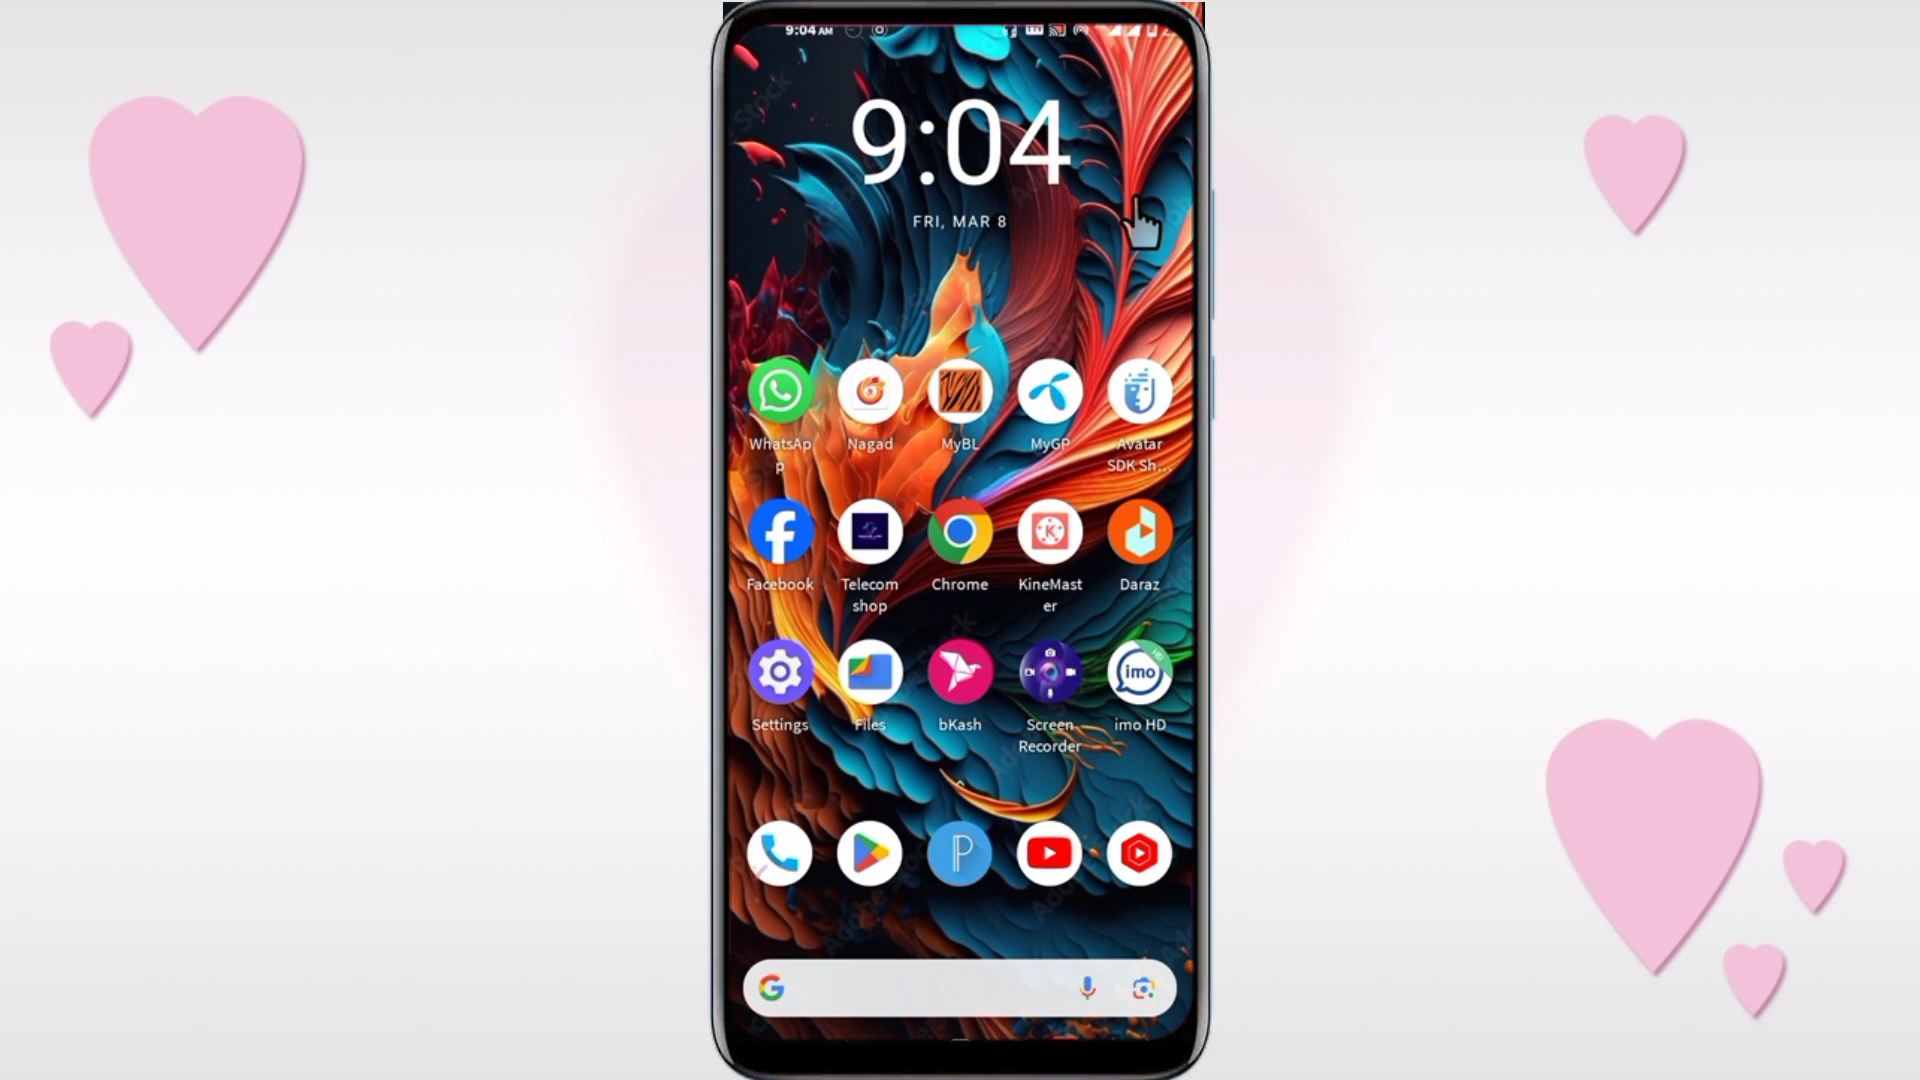 9:04 AM
9:04
FRI, MAR 8
WhatsAp
p
Nagad
MyBL
MyGP
Avatar
SDK Sh...
Facebook
Telecom
shop
Chrome
KineMast
er
Daraz
Settings
Files
bKash
Screen
Recorder
imo
HD
imo HD